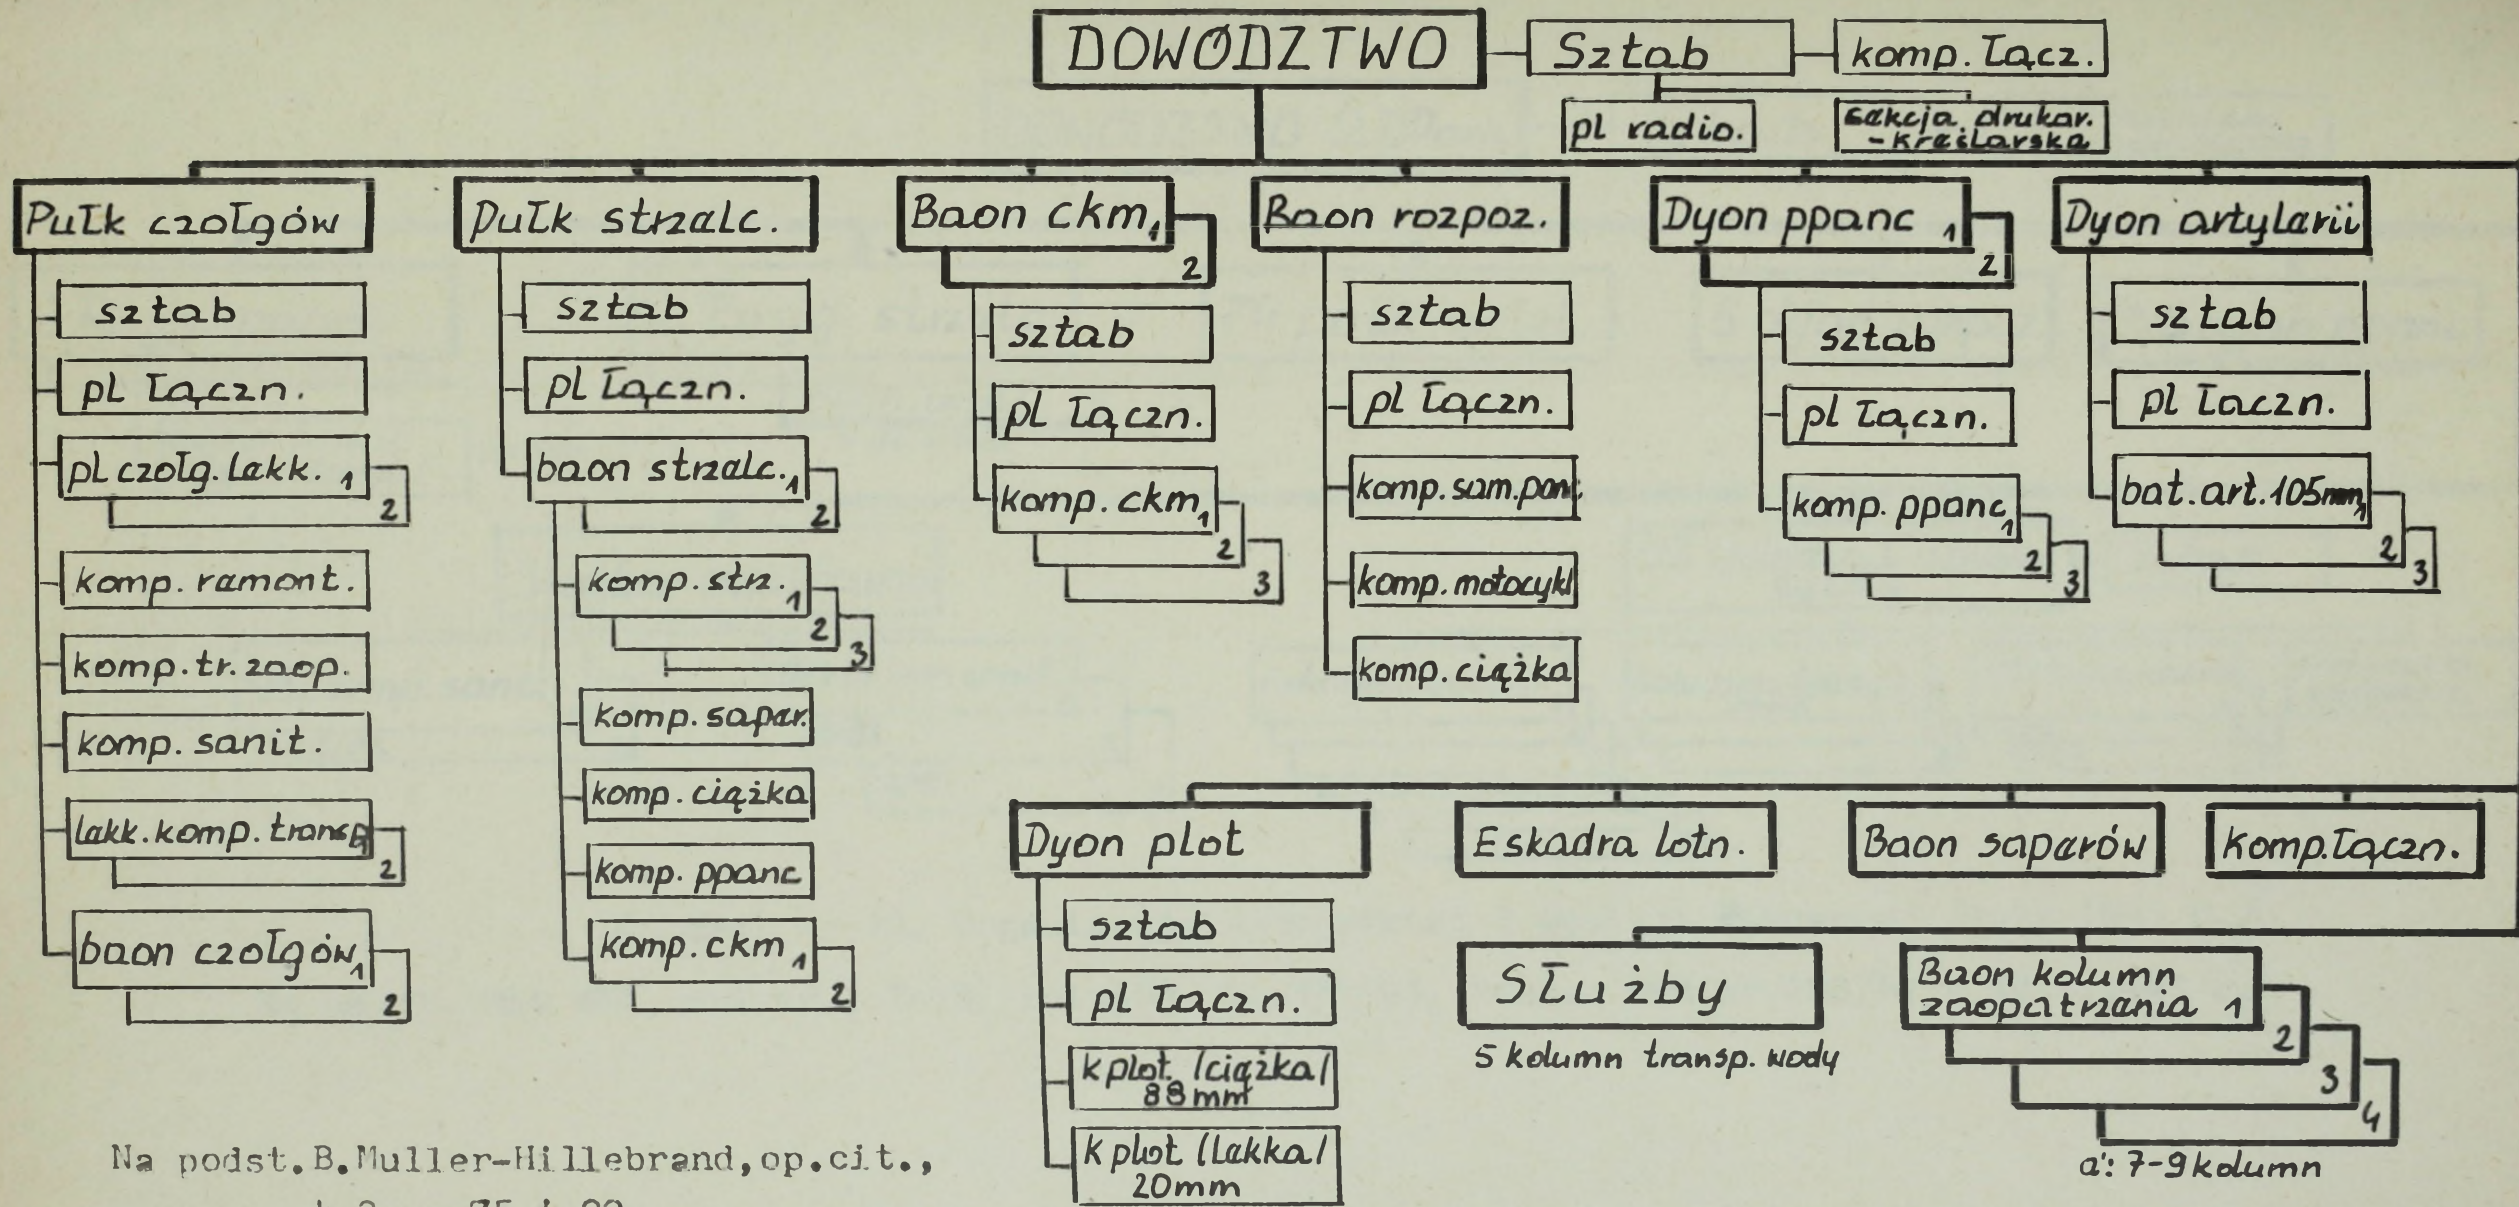 DOWÓDZTWO
Sztab
komp. łącz.
pl radio.
sekcja drukar.
-kreślarska
Pułk czołgów
sztab
pl łączn.
pl czołg. lekk. 1
2
komp. remont.
komp. tr. zaop.
komp. sanit.
lekk. komp. transp. 1
2
baon czołgów 1
2
Pułk strzelc.
sztab
pl łączn.
baon strzelc. 1
2
komp. strz. 1
2
3
komp. saper.
komp. ciężka
komp. ppanc
komp. ckm 1
2
Baon ckm 1
2
sztab
pl łączn.
komp. ckm 1
2
3
Baon rozpoz.
sztab
pl łączn.
komp. sam. panc.
komp. motocykl
komp. ciężka
Dyon ppanc 1
2
sztab
pl łączn.
komp. ppanc 1
2
3
Dyon artylerii
sztab
pl łaczn.
bat. art. 105mm 1
2
3
Dyon plot
sztab
pl łączn.
k plot. /ciężka/
88mm
k plot /lekka/
20mm
Eskadra lotn.
Baon saperów
Komp. łączn.
Służby
5 kolumn transp. wody
Baon kolumn
zaopatrzenia 1
2
3
4
a': 7-9 kolumn
Na podst. B. Muller-Hillebrand, op. cit.,